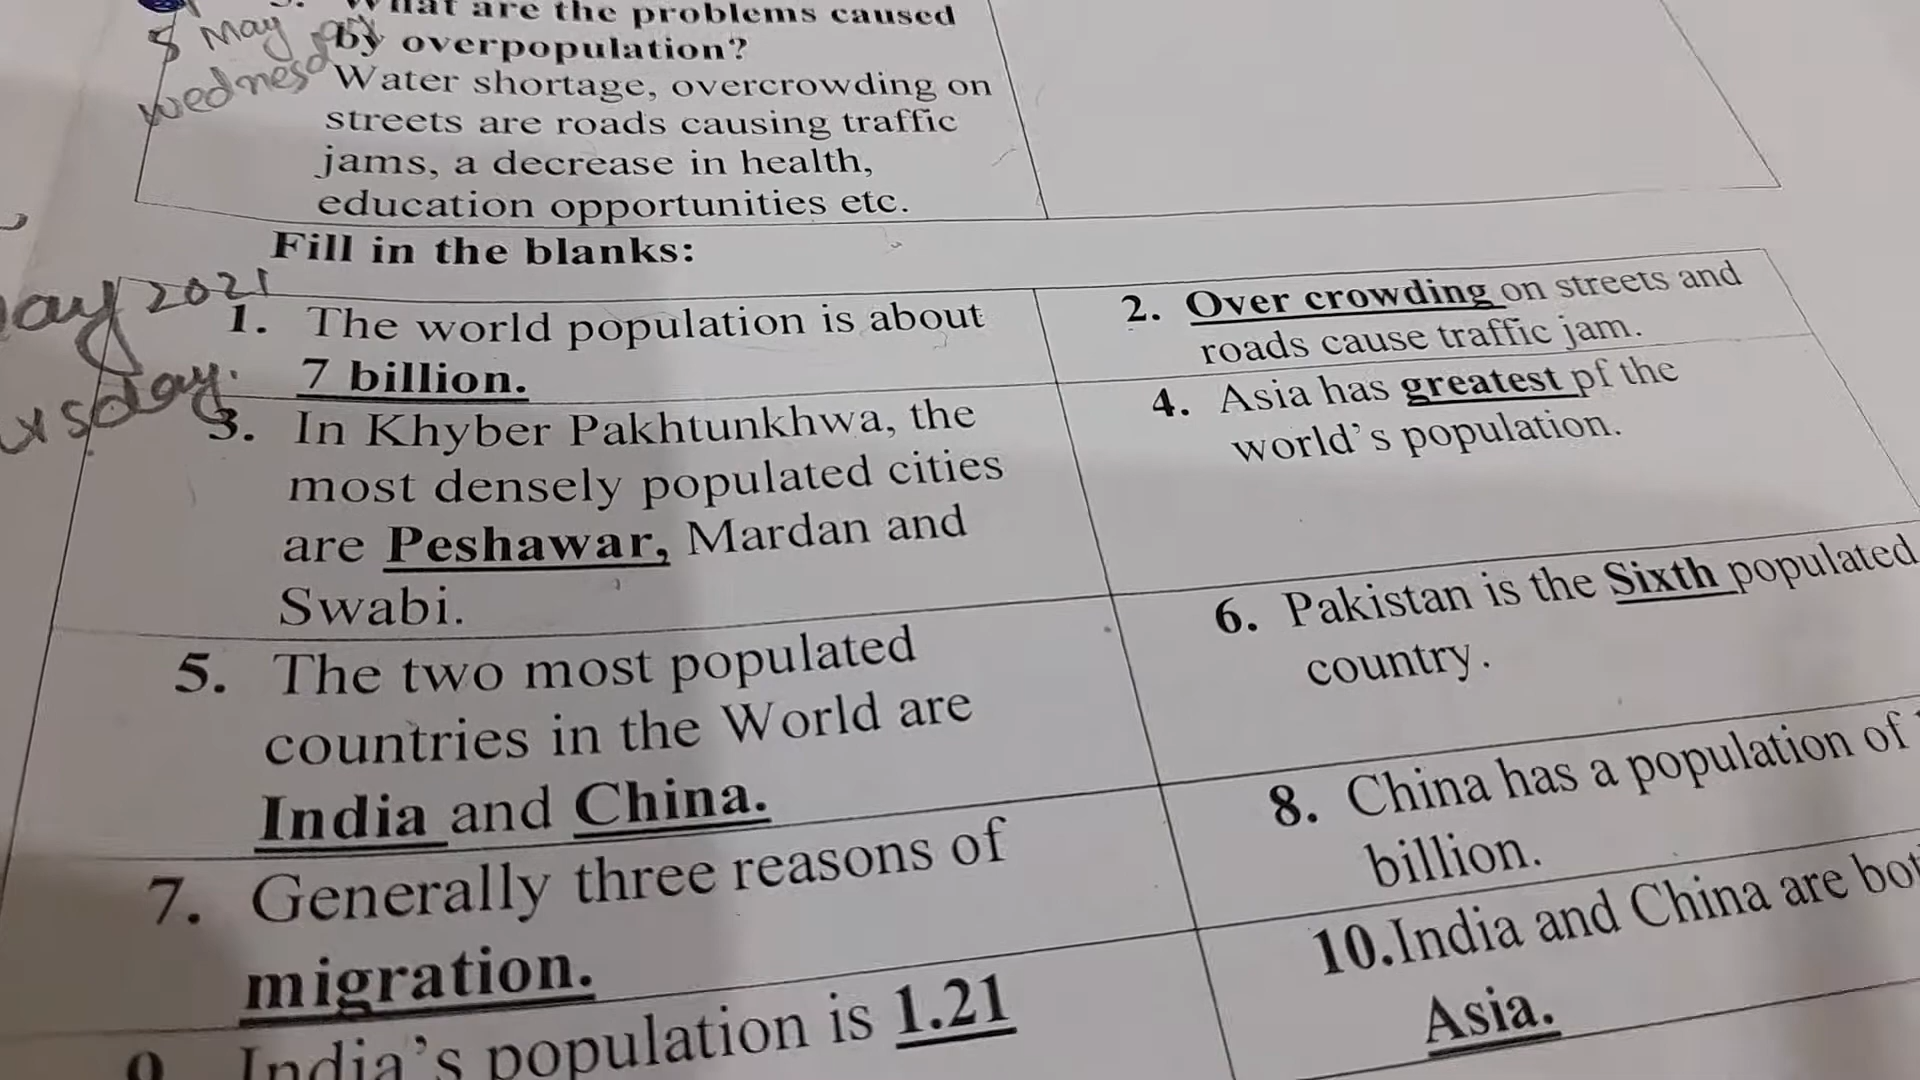 What are the problems caused
by overpopulation?
Water shortage, overcrowding on
streets are roads causing traffic
jams, a decrease in health,
education opportunities etc.
5 May
wednesday
Fill in the blanks:
may 2021
1. The world population is about
7 billion.
2. Over crowding on streets and
roads cause traffic jam.
3. In Khyber Pakhtunkhwa, the
most densely populated cities
are Peshawar, Mardan and
Swabi.
4. Asia has greatest pf the
world's population.
5. The two most populated
countries in the World are
India and China.
6. Pakistan is the Sixth populated
country.
7. Generally three reasons of
migration.
8. China has a population of
billion.
9. India's population is 1.21
10.India and China are
Asia.